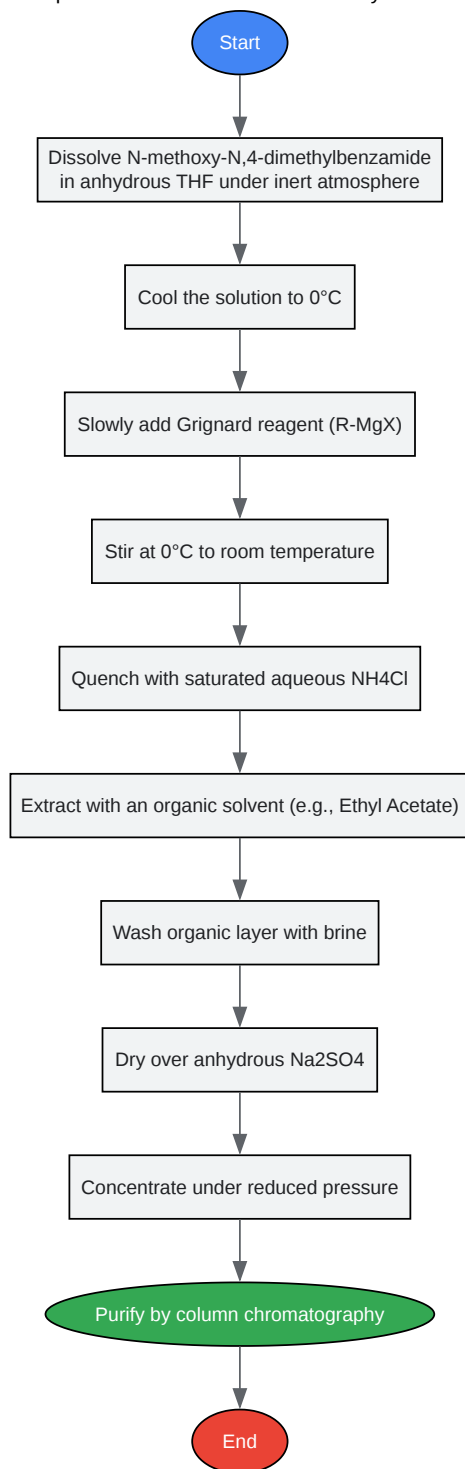 Start
Dissolve N-methoxy-N,4-dimethylbenzamide
in anhydrous THF under inert atmosphere
Cool the solution to 0°C
Slowly add Grignard reagent (R-MgX)
Stir at 0°C to room temperature
Quench with saturated aqueous NH4Cl
Extract with an organic solvent (e.g., Ethyl Acetate)
Wash organic layer with brine
Dry over anhydrous Na2SO4
Concentrate under reduced pressure
Purify by column chromatography
End